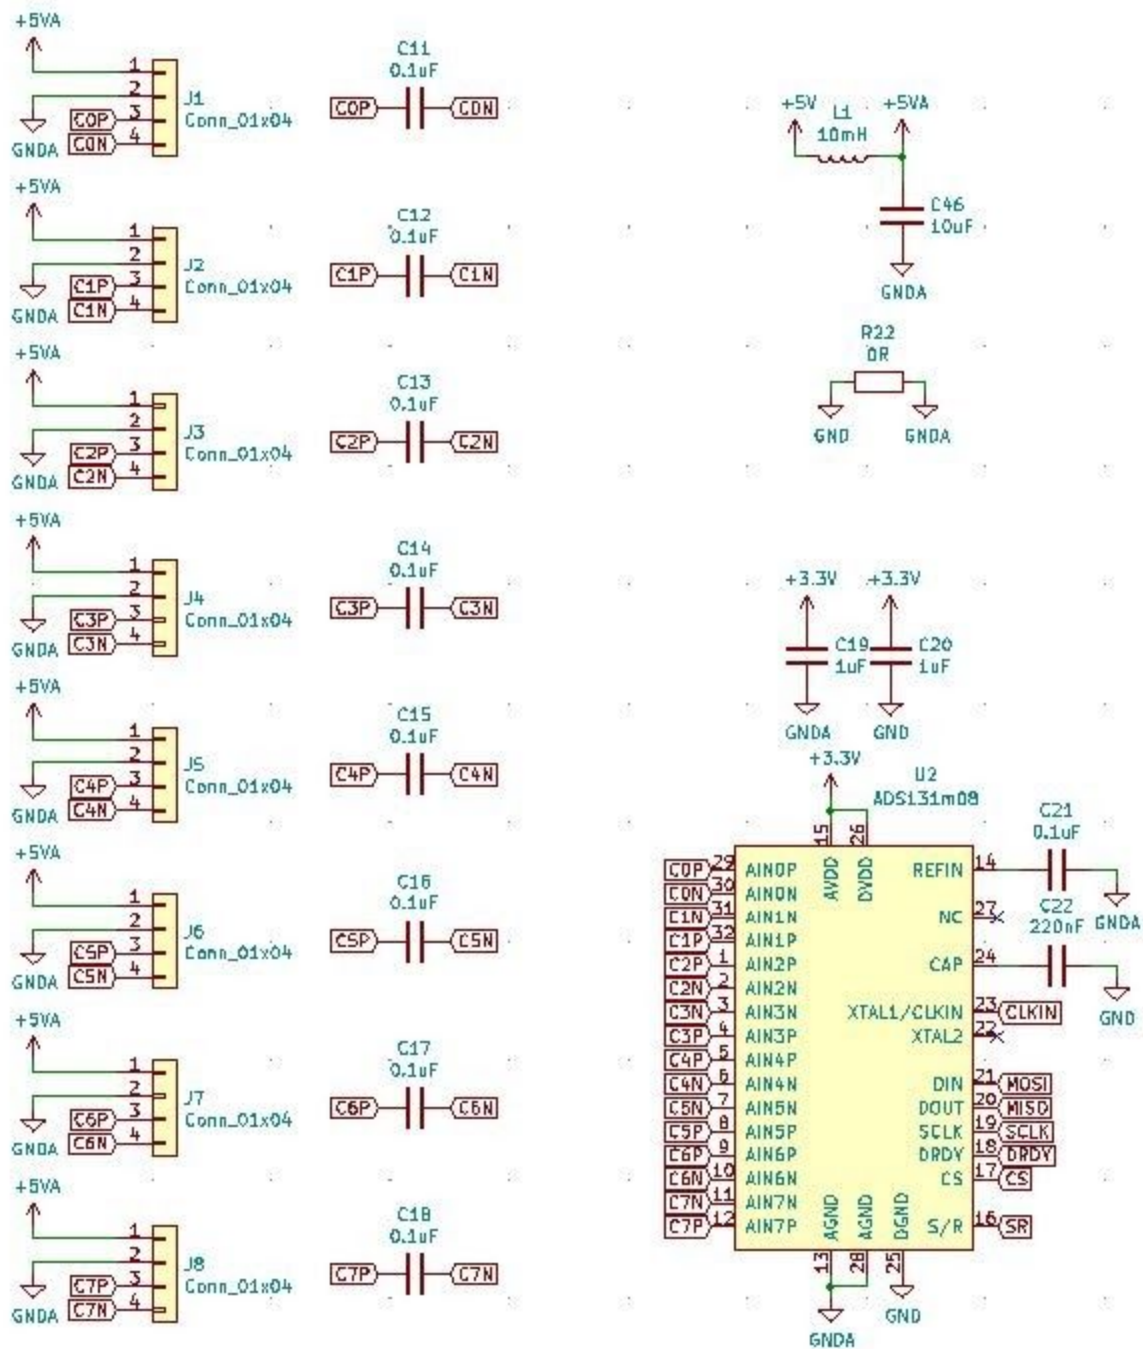 +5VA
1
2
3
4
J1
Conn_01x04
C0P
C0N
GNDA
C11
0.1uF
C0P
C0N
+5VA
1
2
3
4
J2
Conn_01x04
C1P
C1N
GNDA
C12
0.1uF
C1P
C1N
+5VA
1
2
3
4
J3
Conn_01x04
C2P
C2N
GNDA
C13
0.1uF
C2P
C2N
+5VA
1
2
3
4
J4
Conn_01x04
C3P
C3N
GNDA
C14
0.1uF
C3P
C3N
+5VA
1
2
3
4
J5
Conn_01x04
C4P
C4N
GNDA
C15
0.1uF
C4P
C4N
+5VA
1
2
3
4
J6
Conn_01x04
C5P
C5N
GNDA
C16
0.1uF
C5P
C5N
+5VA
1
2
3
4
J7
Conn_01x04
C6P
C6N
GNDA
C17
0.1uF
C6P
C6N
+5VA
1
2
3
4
J8
Conn_01x04
C7P
C7N
GNDA
C18
0.1uF
C7P
C7N
+5V
L1
10mH
+5VA
C46
10uF
GNDA
R22
0R
GND
GNDA
+3.3V
+3.3V
C19
1uF
C20
1uF
GNDA
GND
+3.3V
U2
ADS131m08
15
26
AVDD
DVDD
C0P 29 AIN0P
C0N 30 AIN0N
C1N 31 AIN1N
C1P 32 AIN1P
C2P 1 AIN2P
C2N 2 AIN2N
C3N 3 AIN3N
C3P 4 AIN3P
C4P 5 AIN4P
C4N 6 AIN4N
C5N 7 AIN5N
C5P 8 AIN5P
C6P 9 AIN6P
C6N 10 AIN6N
C7N 11 AIN7N
C7P 12 AIN7P
REFIN 14
C21
0.1uF
GNDA
NC 27
C22
220nF
CAP 24
GND
XTAL1/CLKIN 23 CLKIN
XTAL2 22
DIN 21 MOSI
DOUT 20 MISO
SCLK 19 SCLK
DRDY 18 DRDY
CS 17 CS
S/R 16 SR
AGND
AGND
DGND
13
28
25
GNDA
GND